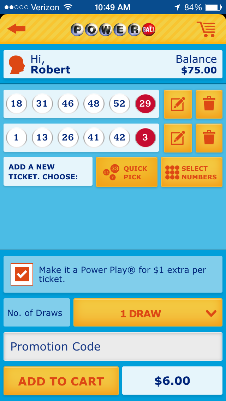 Verizon 10:49 AM 84%
POWERBALL
Hi,
Robert
Balance
$75.00
18 31 46 48 52 29
1 13 26 41 42 3
ADD A NEW
TICKET. CHOOSE:
QUICK
PICK
SELECT
NUMBERS
Make it a Power Play® for $1 extra per
ticket.
No. of Draws
1 DRAW
Promotion Code
ADD TO CART
$6.00